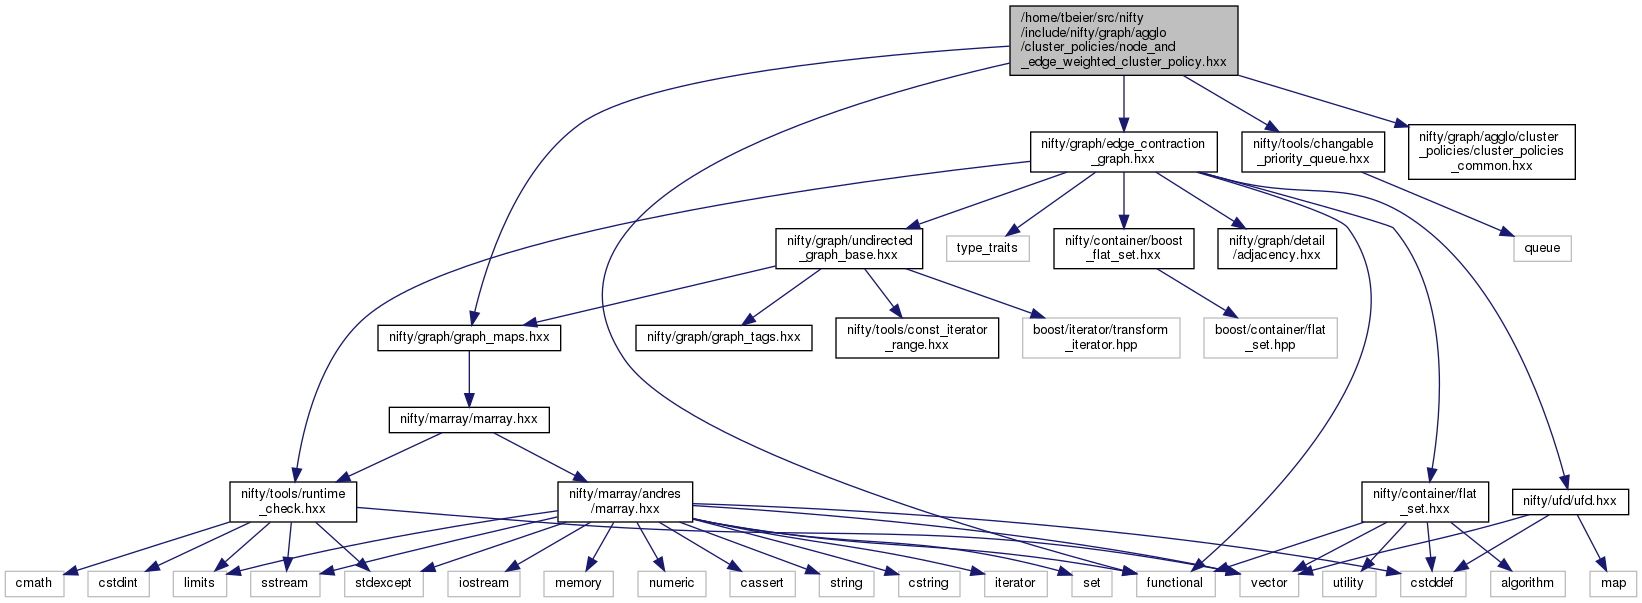 /home/tbeier/src/nifty
/include/nifty/graph/agglo
/cluster_policies/node_and
_edge_weighted_cluster_policy.hxx
nifty/graph/edge_contraction
_graph.hxx
nifty/tools/changable
_priority_queue.hxx
nifty/graph/agglo/cluster
_policies/cluster_policies
_common.hxx
nifty/graph/undirected
_graph_base.hxx
type_traits
nifty/container/boost
_flat_set.hxx
nifty/graph/detail
/adjacency.hxx
queue
nifty/graph/graph_maps.hxx
nifty/graph/graph_tags.hxx
nifty/tools/const_iterator
_range.hxx
boost/iterator/transform
_iterator.hpp
boost/container/flat
_set.hpp
nifty/marray/marray.hxx
nifty/tools/runtime
_check.hxx
nifty/marray/andres
/marray.hxx
nifty/container/flat
_set.hxx
nifty/ufd/ufd.hxx
cmath
cstdint
limits
sstream
stdexcept
iostream
memory
numeric
cassert
string
cstring
iterator
set
functional
vector
utility
cstddef
algorithm
map